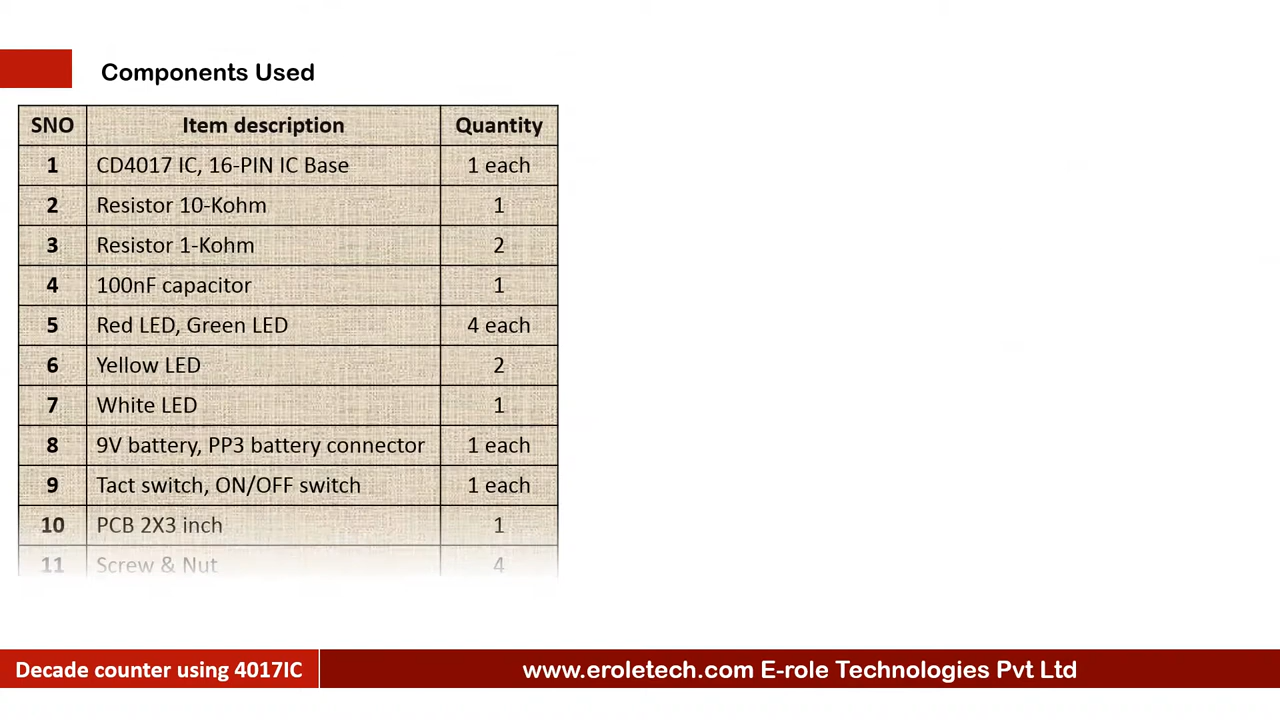 Components Used
SNO Item description Quantity
1 CD4017 IC, 16-PIN IC Base 1 each
2 Resistor 10-Kohm 1
3 Resistor 1-Kohm 2
4 100nF capacitor 1
5 Red LED, Green LED 4 each
6 Yellow LED 2
7 White LED 1
8 9V battery, PP3 battery connector 1 each
9 Tact switch, ON/OFF switch 1 each
10 PCB 2X3 inch 1
11 Screw & Nut 4
Decade counter using 4017IC www.eroletech.com E-role Technologies Pvt Ltd